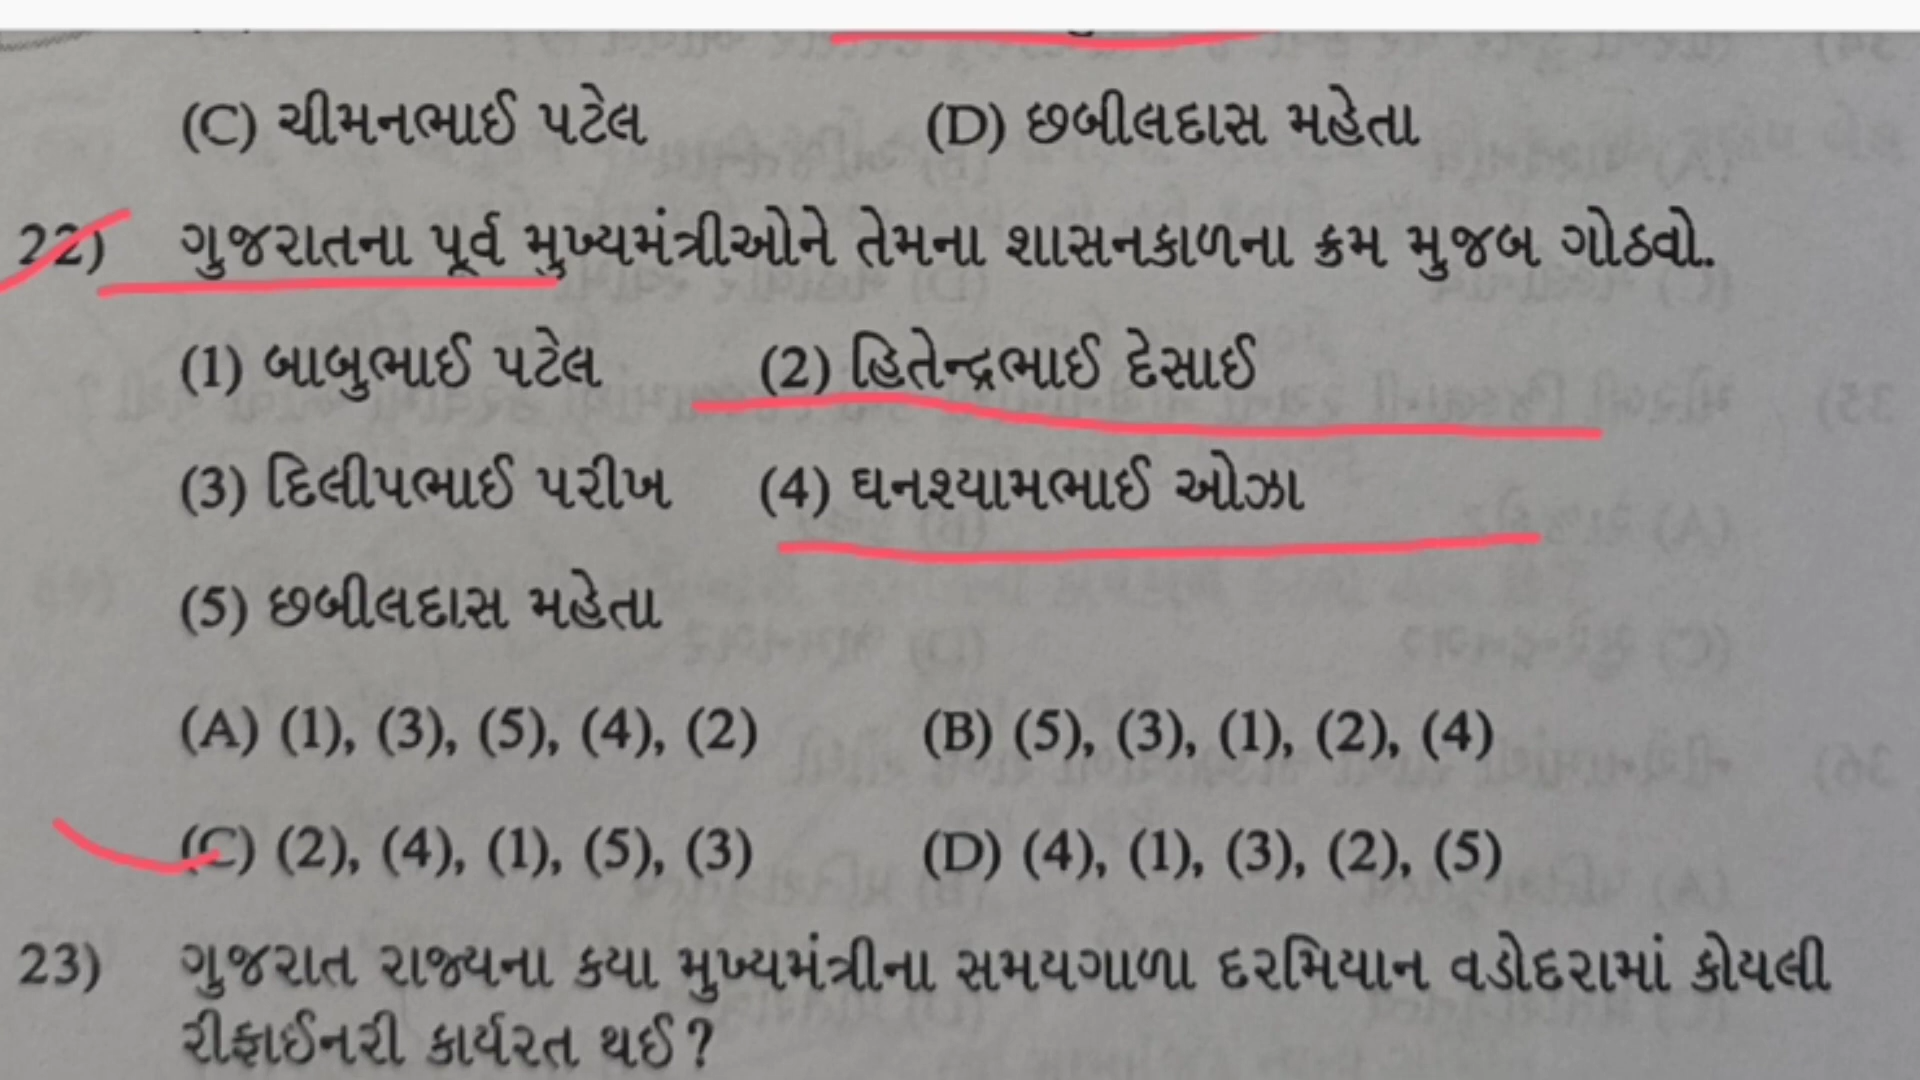 (C) ચીમનભાઈ પટેલ (D) છબીલદાસ મહેતા
22) ગુજરાતના પૂર્વ મુખ્યમંત્રીઓને તેમના શાસનકાળના ક્રમ મુજબ ગોઠવો.
(1) બાબુભાઈ પટેલ (2) હિતેન્દ્રભાઈ દેસાઈ
(3) દિલીપભાઈ પરીખ (4) ઘનશ્યામભાઈ ઓઝા
(5) છબીલદાસ મહેતા
(A) (1), (3), (5), (4), (2) (B) (5), (3), (1), (2), (4)
(C) (2), (4), (1), (5), (3) (D) (4), (1), (3), (2), (5)
23) ગુજરાત રાજ્યના કયા મુખ્યમંત્રીના સમયગાળા દરમિયાન વડોદરામાં કોયલી
રીફાઈનરી કાર્યરત થઈ ?